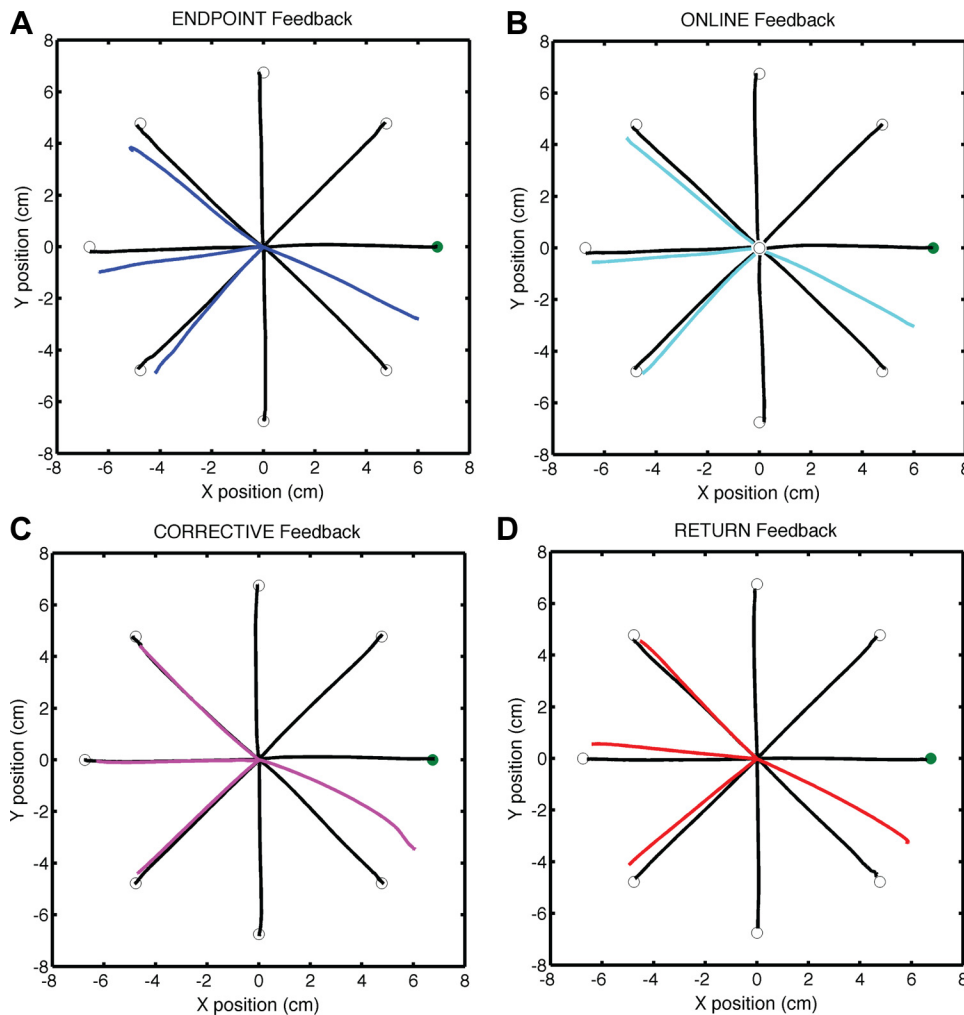 A
ENDPOINT Feedback
8
6
4
2
0
-2
-4
-6
-8
Y position (cm)
-8 -6 -4 -2 0 2 4 6 8
X position (cm)
B
ONLINE Feedback
8
6
4
2
0
-2
-4
-6
-8
Y position (cm)
-8 -6 -4 -2 0 2 4 6 8
X position (cm)
C
CORRECTIVE Feedback
8
6
4
2
0
-2
-4
-6
-8
Y position (cm)
-8 -6 -4 -2 0 2 4 6 8
X position (cm)
D
RETURN Feedback
8
6
4
2
0
-2
-4
-6
-8
Y position (cm)
-8 -6 -4 -2 0 2 4 6 8
X position (cm)